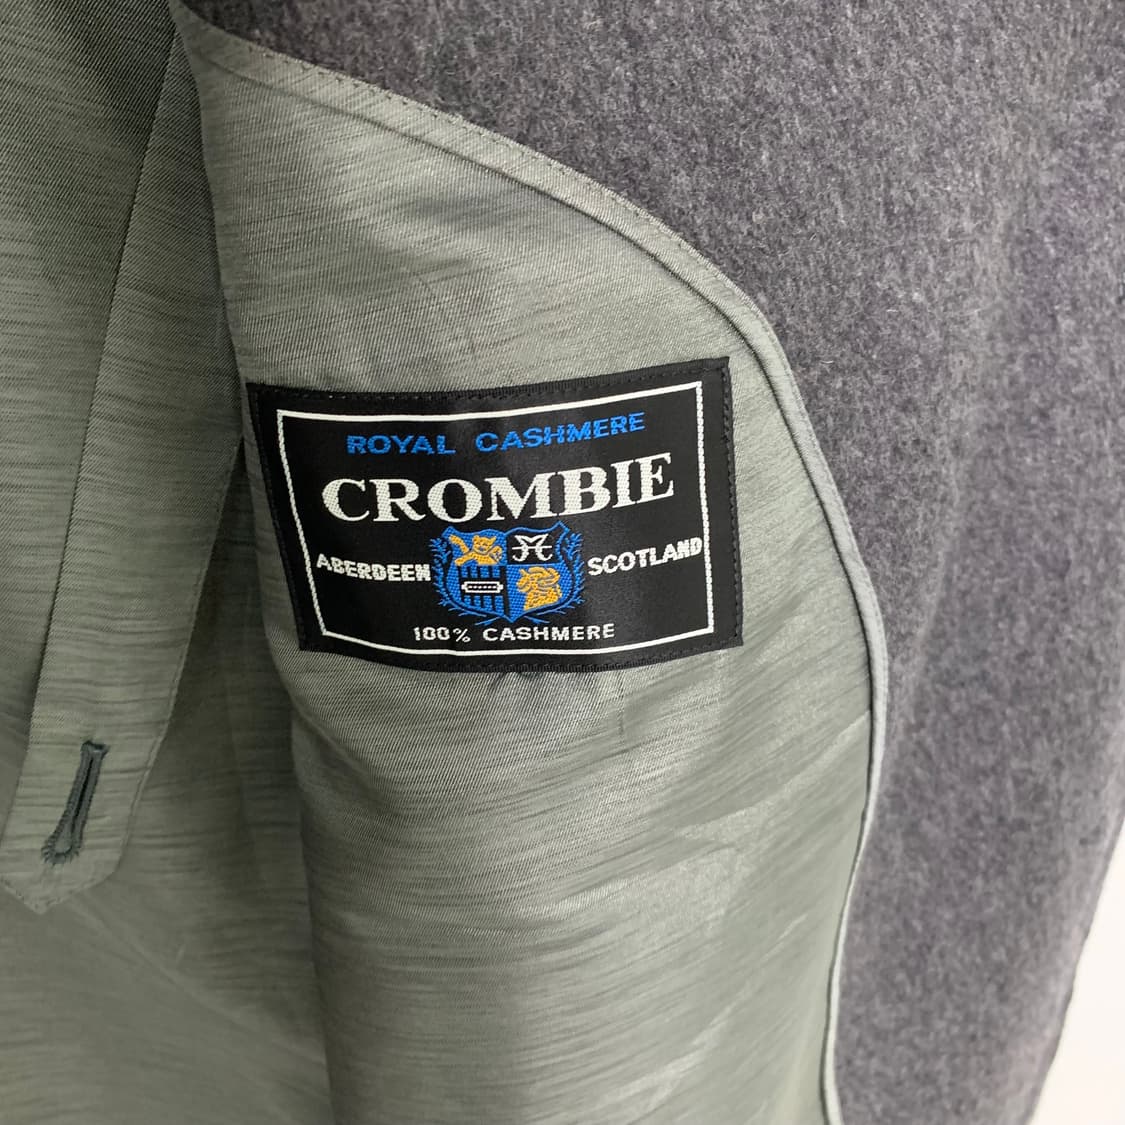 ROYAL CASHMERE
CROMBIE
ABERDEEN SCOTLAND
100% CASHMERE